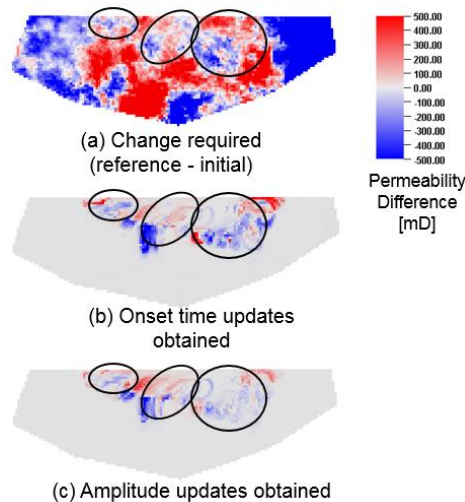 500.00
400.00
300.00
200.00
100.00
0.00
-100.00
-200.00
-300.00
-400.00
-500.00
Permeability
Difference
[mD]
(a) Change required
(reference - initial)
(b) Onset time updates
obtained
(c) Amplitude updates obtained